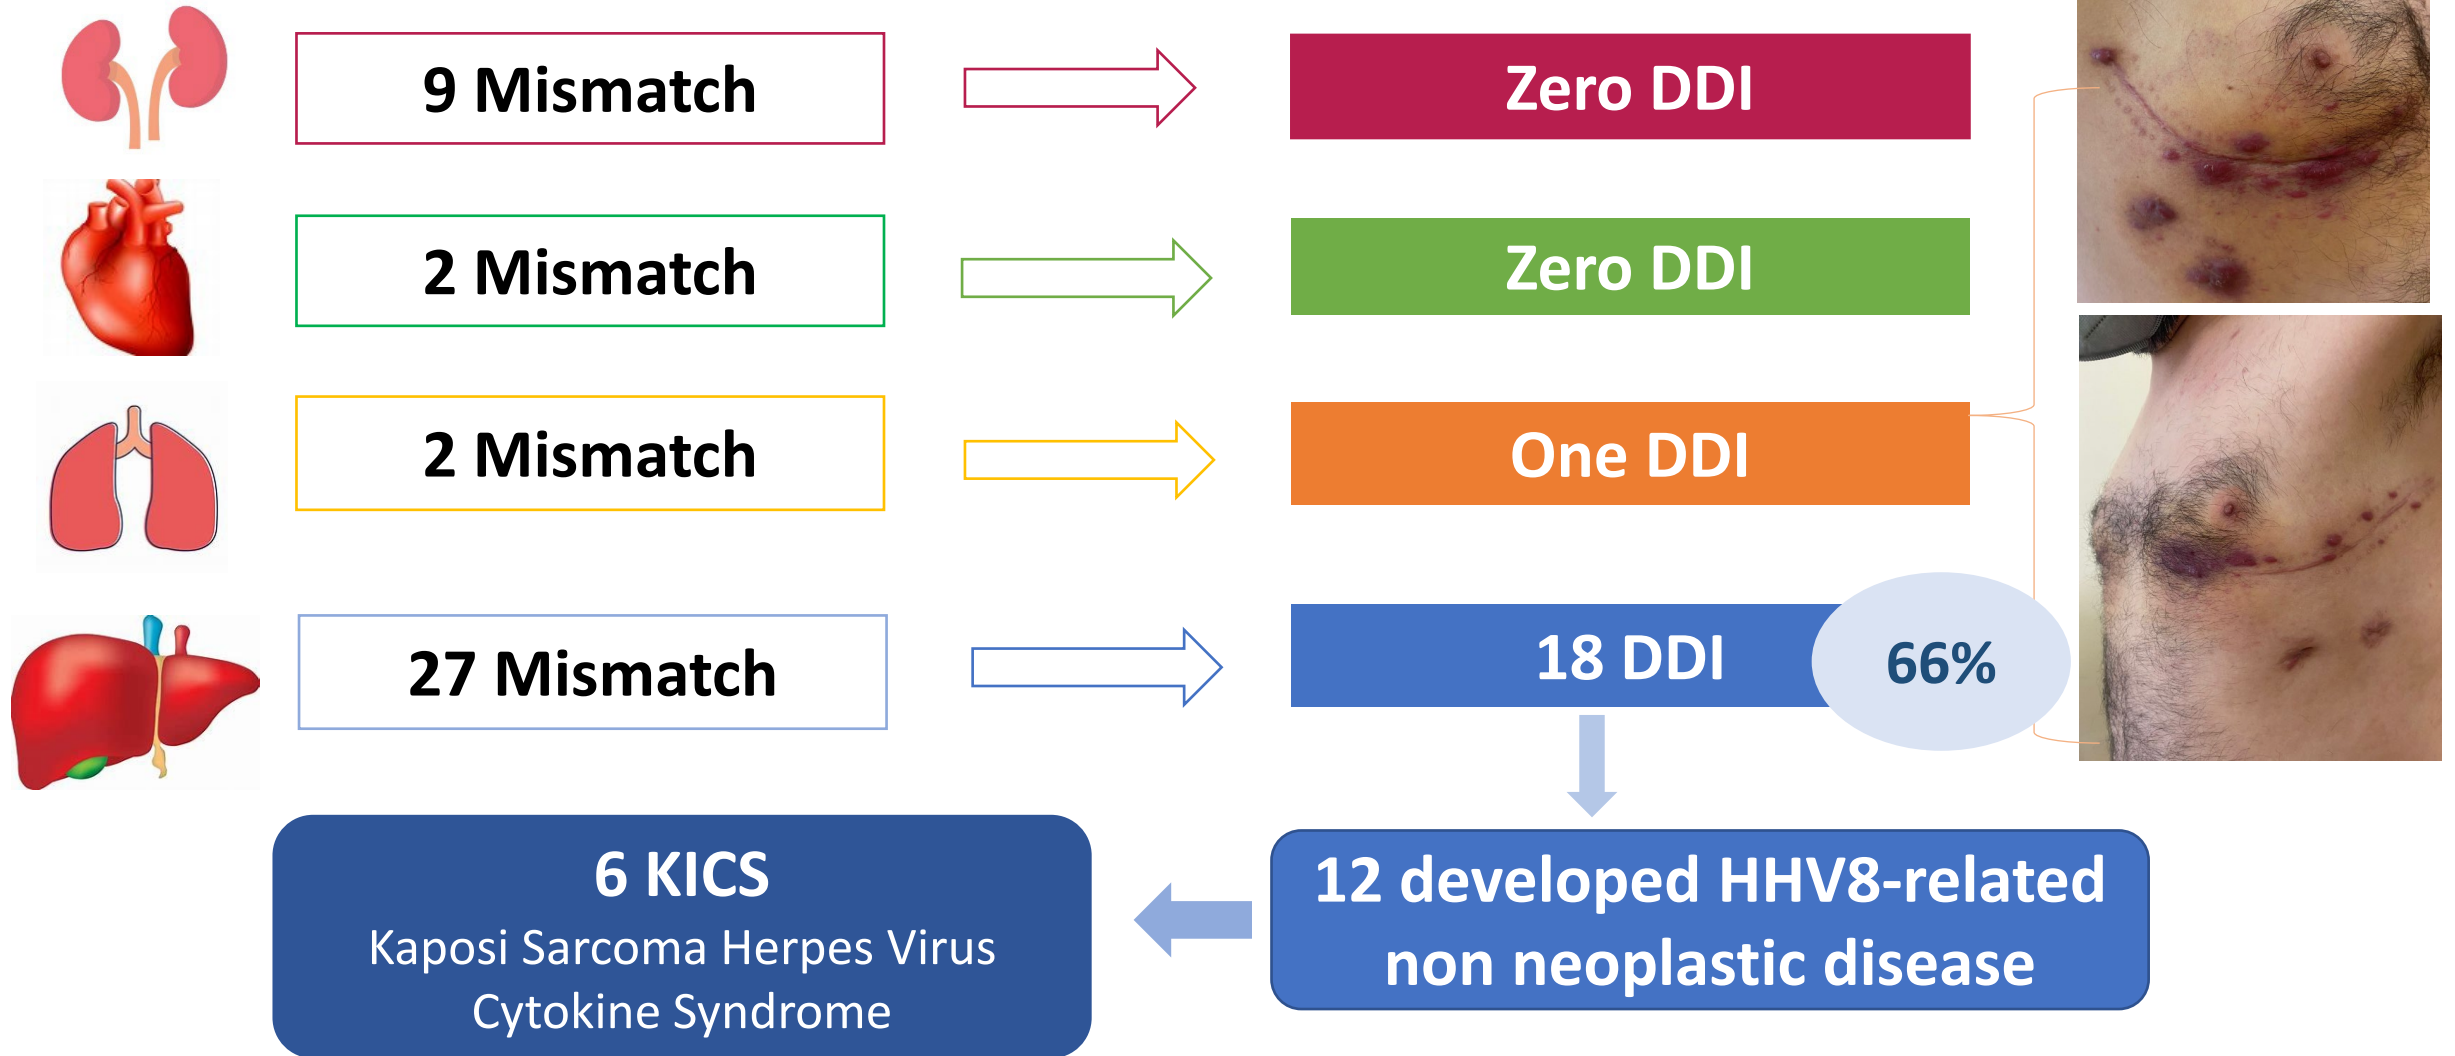 9 Mismatch
Zero DDI
2 Mismatch
Zero DDI
2 Mismatch
One DDI
27 Mismatch
18 DDI
66%
6 KICS
Kaposi Sarcoma Herpes Virus
Cytokine Syndrome
12 developed HHV8-related
non neoplastic disease